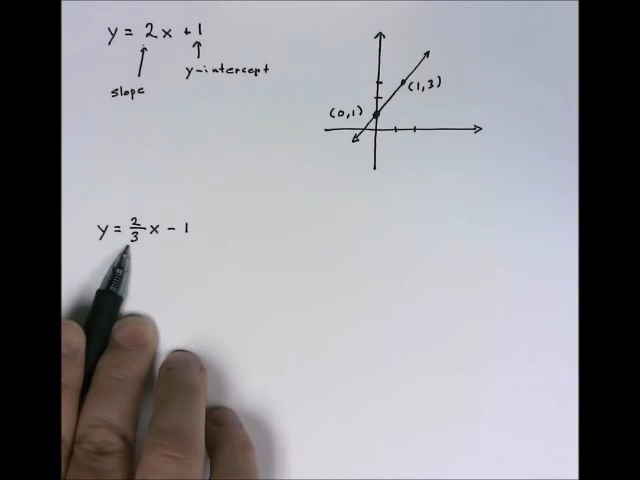 y = 2x + 1
slope
y-intercept
(1,3)
(0,1)
y = 2/3 x - 1